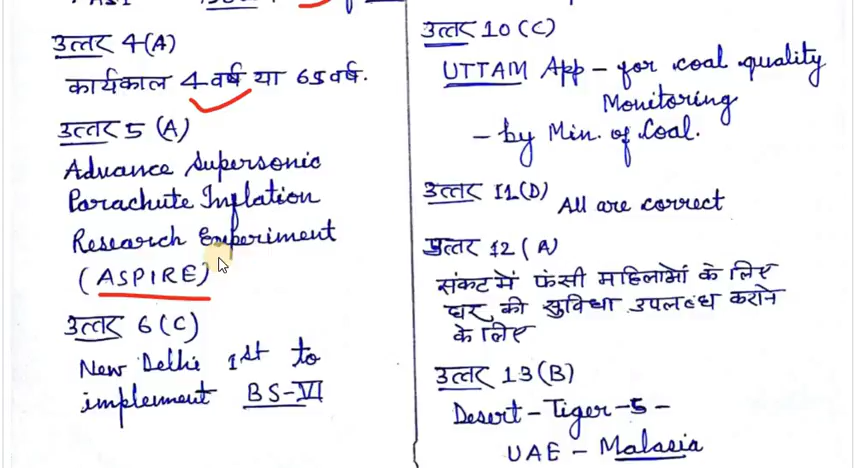 उत्तर 4(A)
कार्यकाल 4 वर्ष या 65 वर्ष.
उत्तर 5 (A)
Advance Supersonic
Parachute Inflation
Research Experiment
(ASPIRE)
उत्तर 6 (C)
New Delhi 1st to
implement BS-VI
उत्तर 10 (C)
UTTAM App - for coal quality
Monitoring
- by Min. of Coal.
उत्तर 11(D) All are correct
उत्तर 12 (A)
संकट में फंसी महिलाओं के लिए
घर की सुविधा उपलब्ध कराने
के लिए
उत्तर 13 (B)
Desert - Tiger - 5 -
UAE - Malasia